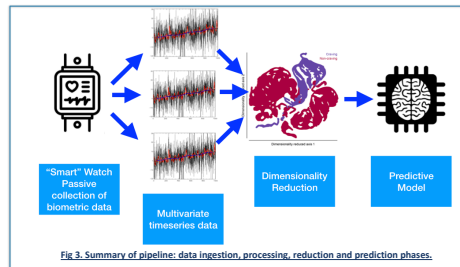 "Smart" Watch
Passive
collection of
biometric data
Multivariate
timeseries data
Dimensionality reduced axis 1
Dimensionality
Reduction
Predictive
Model
Fig 3. Summary of pipeline: data ingestion, processing, reduction and prediction phases.